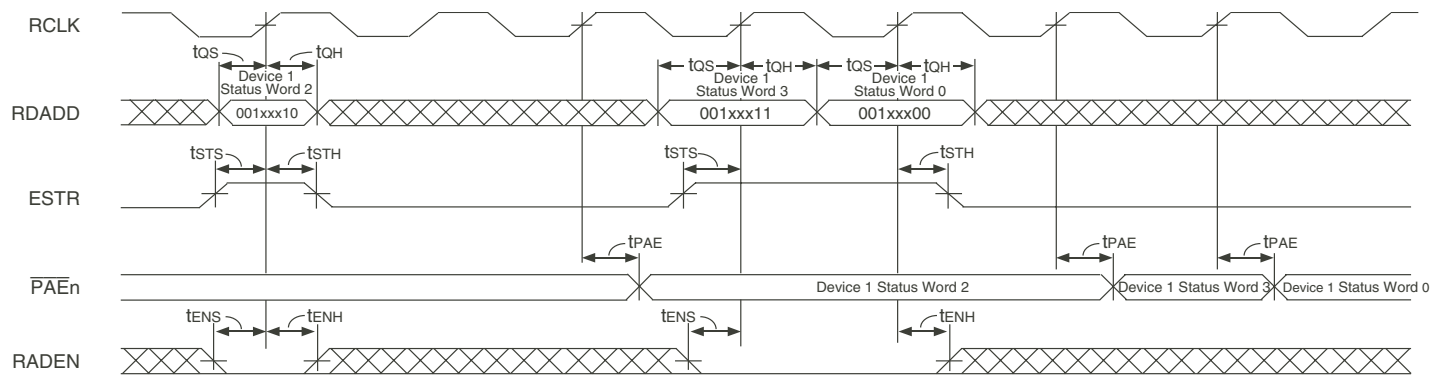 RCLK
tQS
tQH
tQS
tQH
tQS
tQH
Device 1
Status Word 2
Device 1
Status Word 3
Device 1
Status Word 0
RDADD
001xxx10
001xxx11
001xxx00
tSTS
tSTH
tSTS
tSTH
ESTR
tPAE
tPAE
tPAE
PAEn
Device 1 Status Word 2
Device 1 Status Word 3
Device 1 Status Word 0
tENS
tENH
tENS
tENH
RADEN